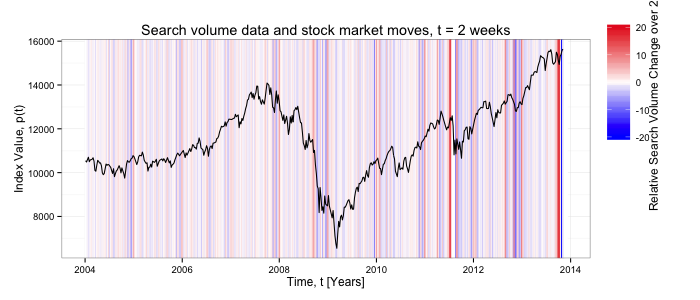 Search volume data and stock market moves, t = 2 weeks
16000
14000
12000
10000
8000
Index Value, p(t)
2004 2006 2008 2010 2012 2014
Time, t [Years]
20
10
0
-10
-20
Relative Search Volume Change over 2